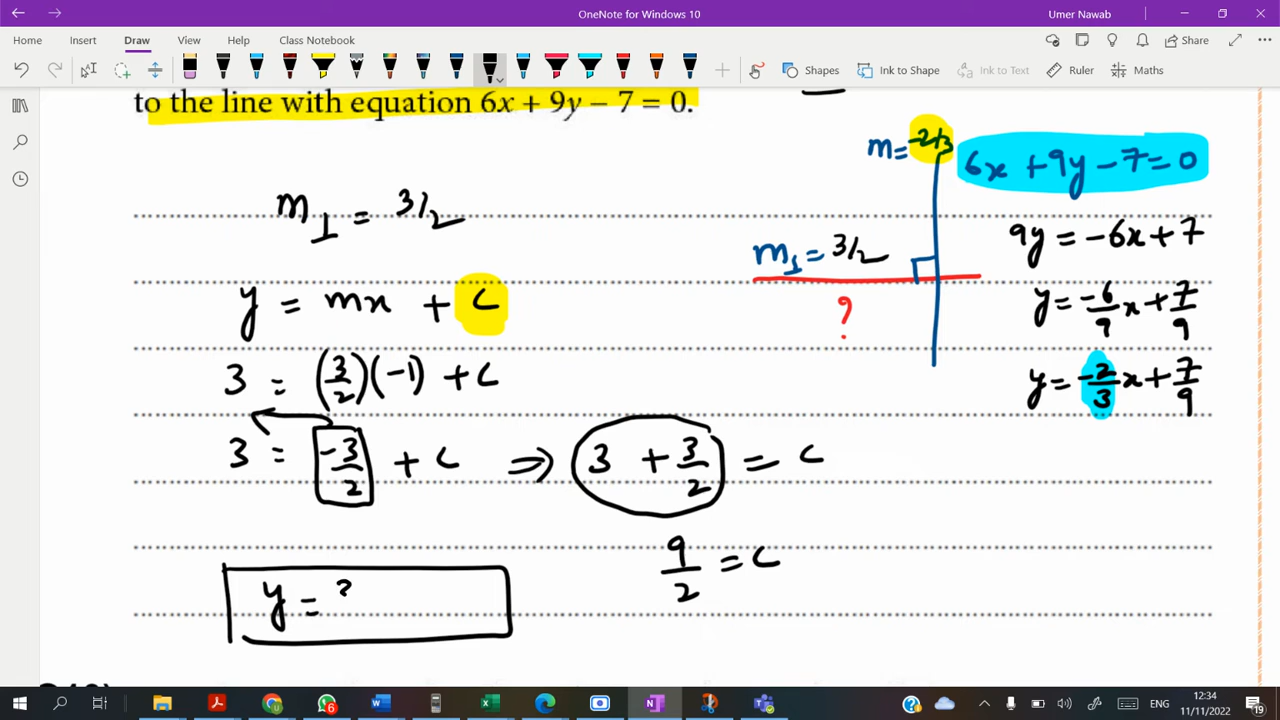 OneNote for Windows 10
Umer Nawab
Home Insert Draw View Help Class Notebook
Share
Shapes Ink to Shape Ink to Text Ruler Maths
to the line with equation 6x + 9y − 7 = 0.
m⊥ = 3/2
y = mx + c
3 = (3/2)(-1) + c
3 = -3/2 + c ⇒ 3 + 3/2 = c
9/2 = c
y = ?
m = -2/3
m⊥ = 3/2
?
6x + 9y - 7 = 0
9y = -6x + 7
y = -6/9 x + 7/9
y = -2/3 x + 7/9
6
ENG
12:34
11/11/2022
19